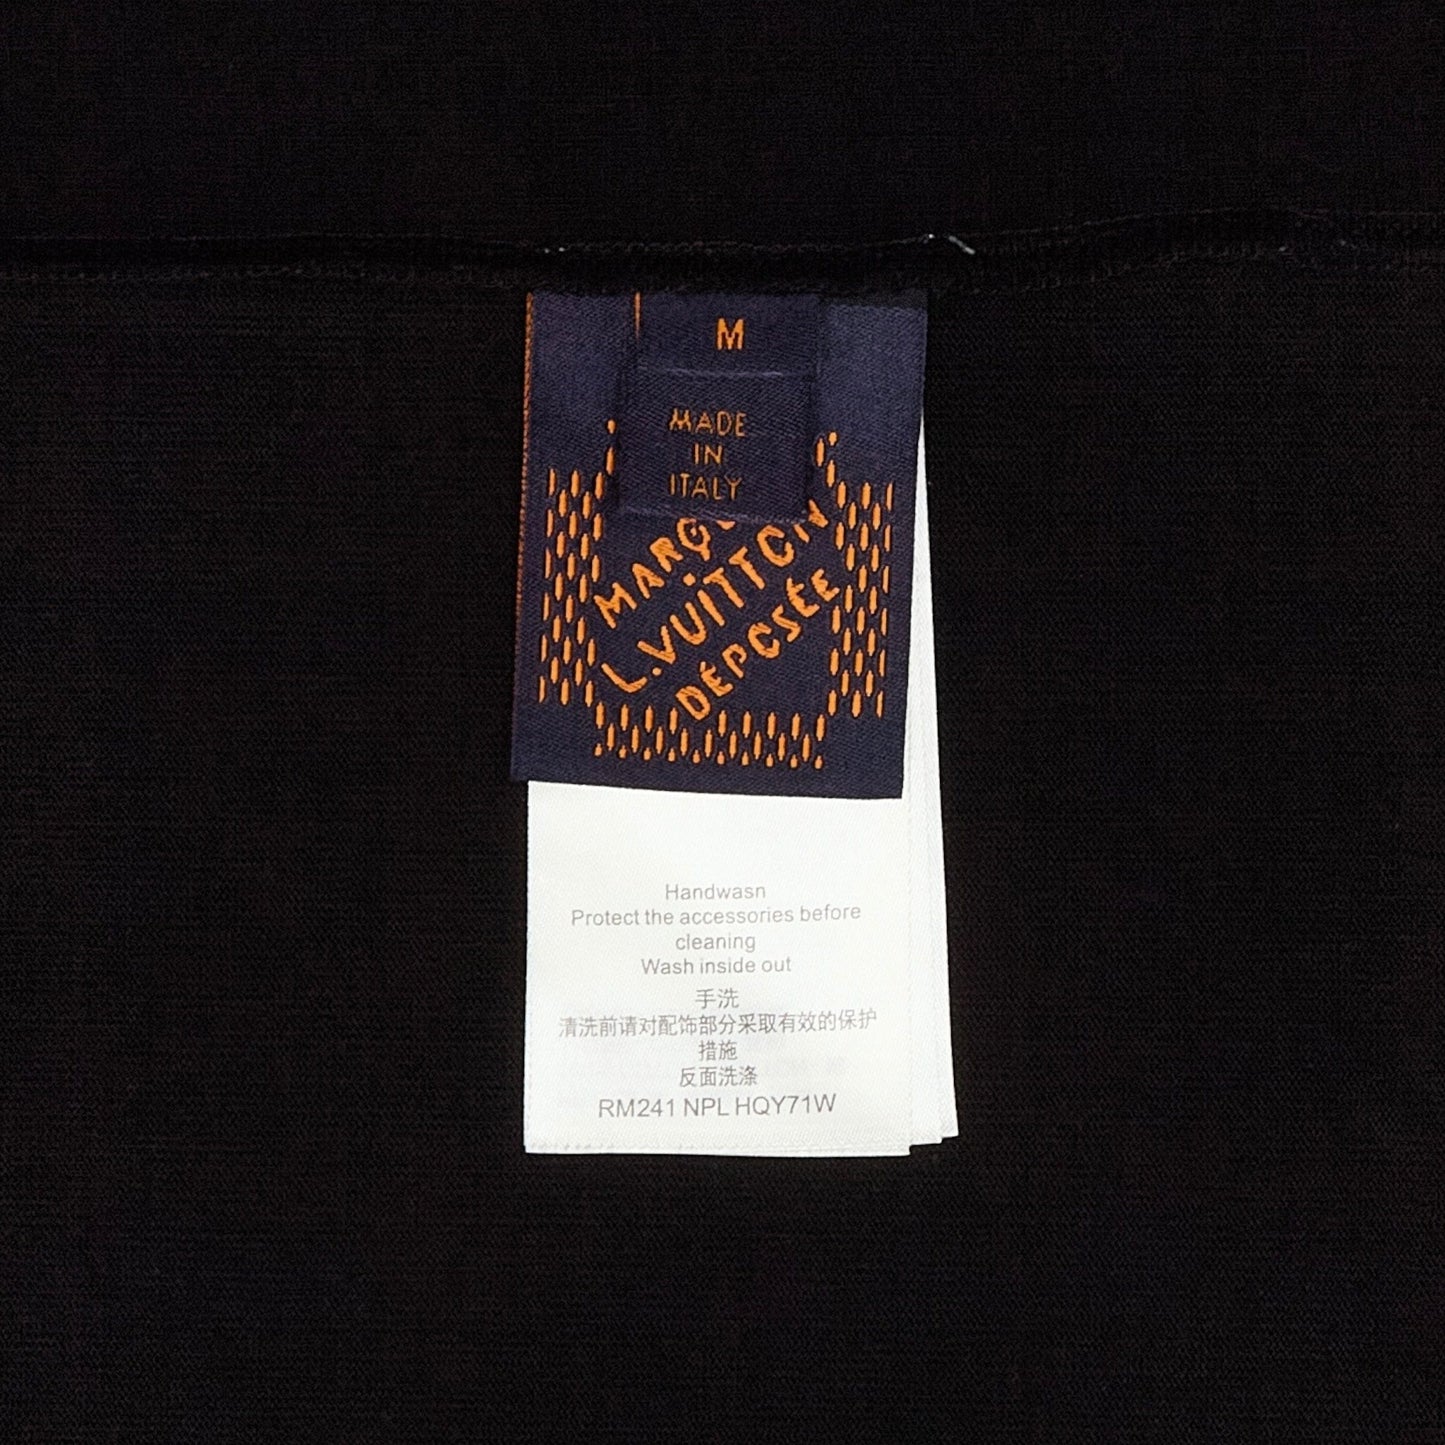 M
MADE
IN
ITALY
MARQU
L.VUITTON
DÉPOSÉE
Handwasn
Protect the accessories before
cleaning
Wash inside out
手洗
清洗前请对配饰部分采取有效的保护
措施
反面洗涤
RM241 NPL HQY71W